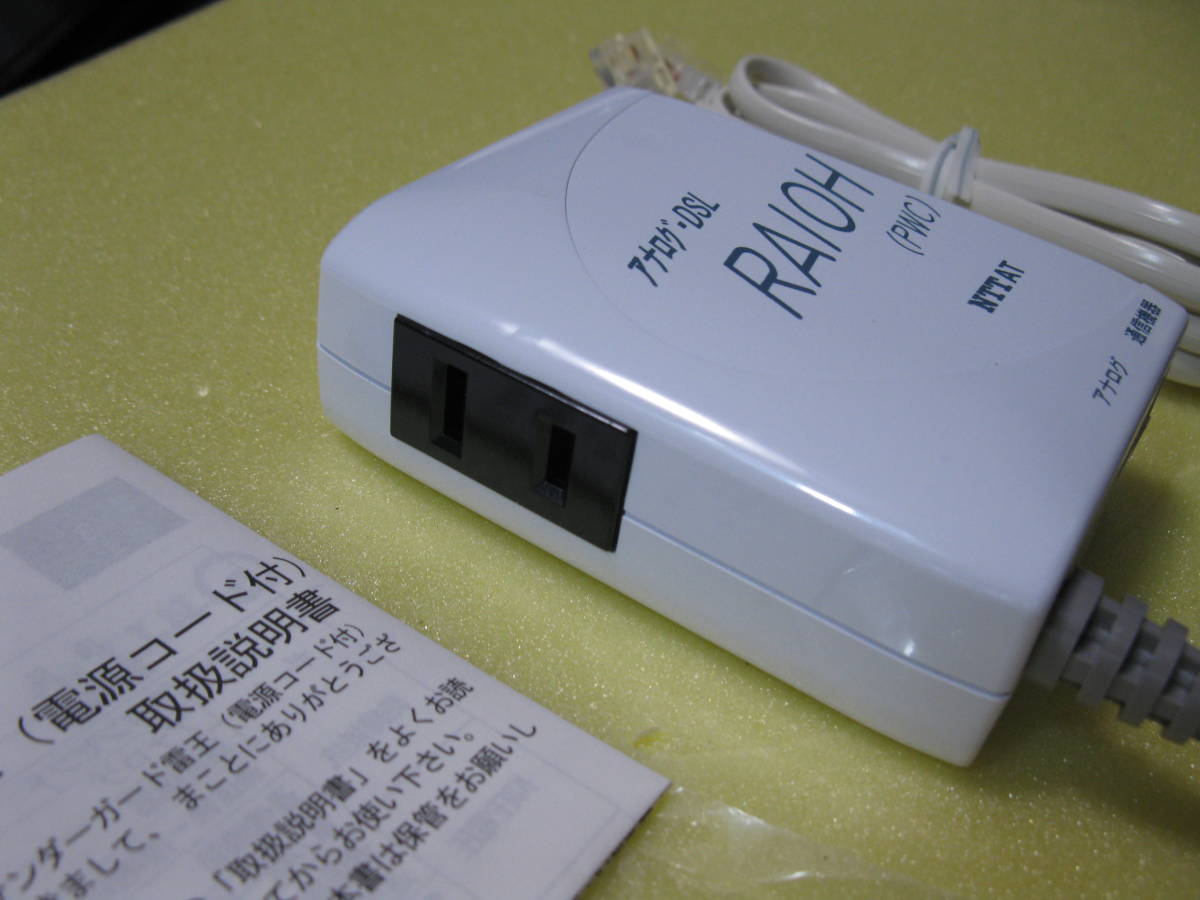 アナログ・DSL
RAIOH
(PWC)
NTT AT
アナログ 通信機器
(電源コード付)
取扱説明書
ンダーガード雷王(電源コード付)
まして、まことにありがとうござ
「取扱説明書」をよくお読
てからお使い下さい。
本書は保管をお願いし